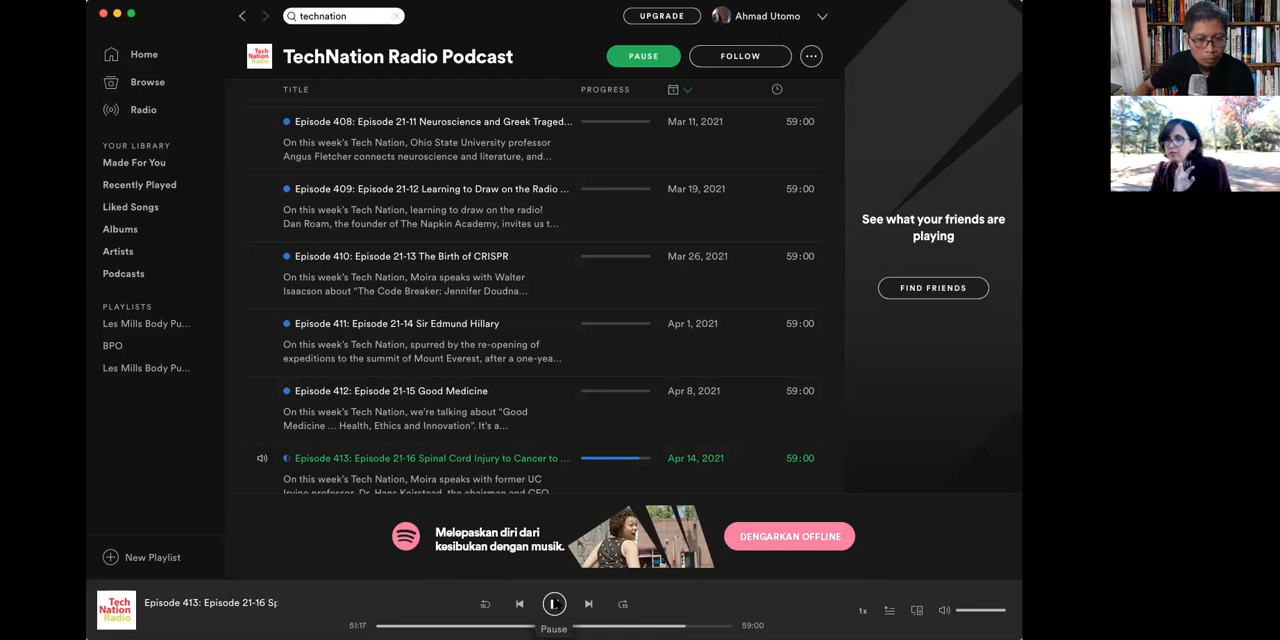 technation
UPGRADE
Ahmad Utomo
Tech Nation Radio
TechNation Radio Podcast
PAUSE
FOLLOW
Home
Browse
Radio
YOUR LIBRARY
Made For You
Recently Played
Liked Songs
Albums
Artists
Podcasts
PLAYLISTS
Les Mills Body Pu...
BPO
Les Mills Body Pu...
New Playlist
TITLE
PROGRESS
Episode 408: Episode 21-11 Neuroscience and Greek Traged...
Mar 11, 2021
59:00
On this week's Tech Nation, Ohio State University professor
Angus Fletcher connects neuroscience and literature, and...
Episode 409: Episode 21-12 Learning to Draw on the Radio ...
Mar 19, 2021
59:00
On this week's Tech Nation, learning to draw on the radio!
Dan Roam, the founder of The Napkin Academy, invites us t...
Episode 410: Episode 21-13 The Birth of CRISPR
Mar 26, 2021
59:00
On this week's Tech Nation, Moira speaks with Walter
Isaacson about “The Code Breaker: Jennifer Doudna...
Episode 411: Episode 21-14 Sir Edmund Hillary
Apr 1, 2021
59:00
On this week's Tech Nation, spurred by the re-opening of
expeditions to the summit of Mount Everest, after a one-yea...
Episode 412: Episode 21-15 Good Medicine
Apr 8, 2021
59:00
On this week's Tech Nation, we're talking about “Good
Medicine ... Health, Ethics and Innovation”. It's a...
Episode 413: Episode 21-16 Spinal Cord Injury to Cancer to ...
Apr 14, 2021
59:00
On this week's Tech Nation, Moira speaks with former UC
Irvine professor, Dr. Hans Keirstead, the chairman and CEO
See what your friends are
playing
FIND FRIENDS
Melepaskan diri dari
kesibukan dengan musik.
DENGARKAN OFFLINE
Tech
Nation
Radio
Episode 413: Episode 21-16 Sp
51:17
Pause
59:00
1x